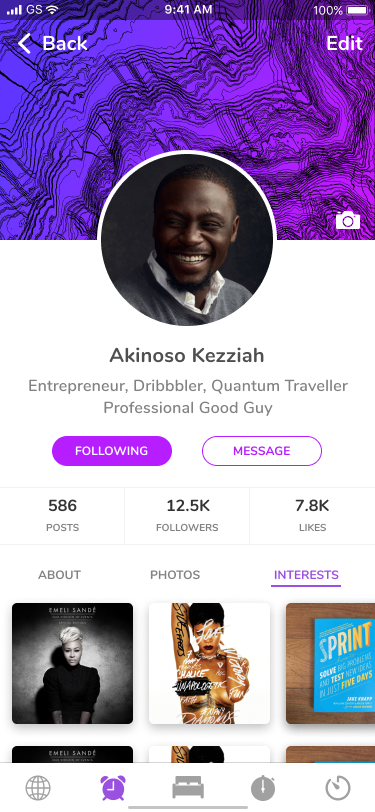 GS
9:41 AM
100%
Back
Edit
Akinoso Kezziah
Entrepreneur, Dribbbler, Quantum Traveller
Professional Good Guy
FOLLOWING
MESSAGE
586
12.5K
7.8K
POSTS
FOLLOWERS
LIKES
ABOUT
PHOTOS
INTERESTS
EMELI SANDÉ
SPRINT
SOLVE BIG PROBLEMS
AND TEST NEW IDEAS
IN JUST FIVE DAYS
EMELI SANDÉ